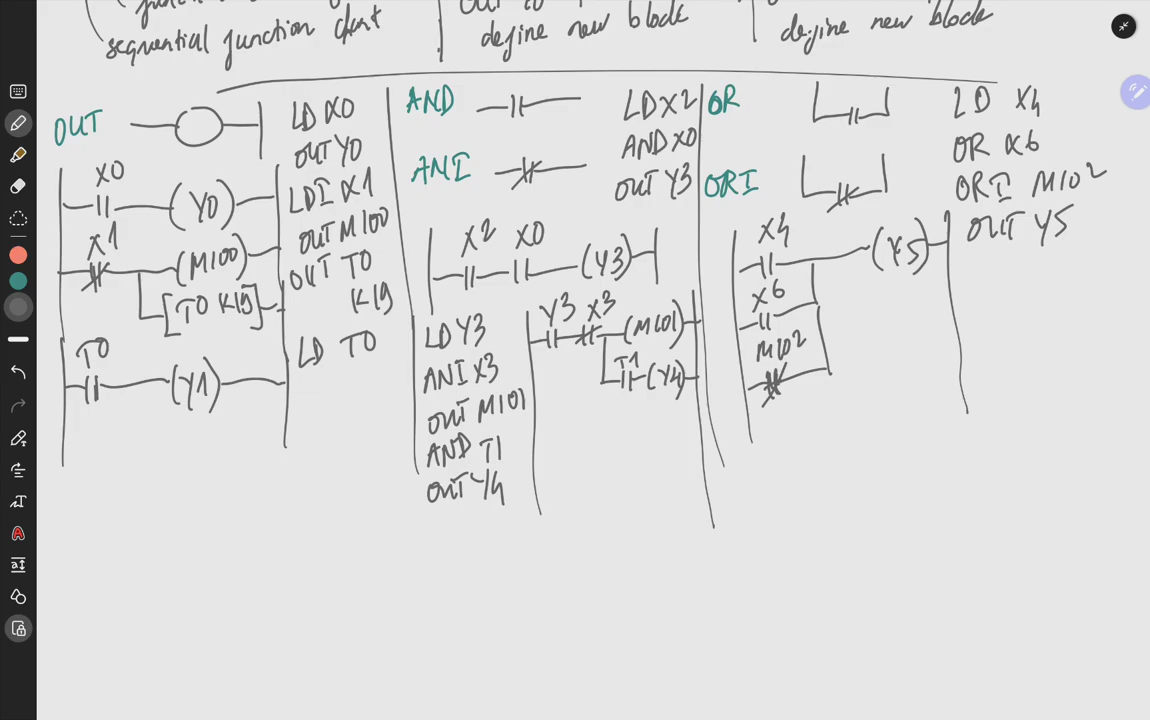 sequential function chart
define new block
define new block
OUT
LD X0
OUT Y0
LDI X1
OUT M100
OUT T0
K19
LD T0
X0
(Y0)
X1
(M100)
[T0 K19]
T0
(Y1)
AND
ANI
LD X2
AND X0
OUT Y3
X2 X0
(Y3)
LD Y3
ANI X3
OUT M101
AND T1
OUT Y4
Y3 X3
(M101)
T1
(Y4)
OR
ORI
LD X4
OR X6
ORI M102
OUT Y5
X4
(Y5)
X6
M102